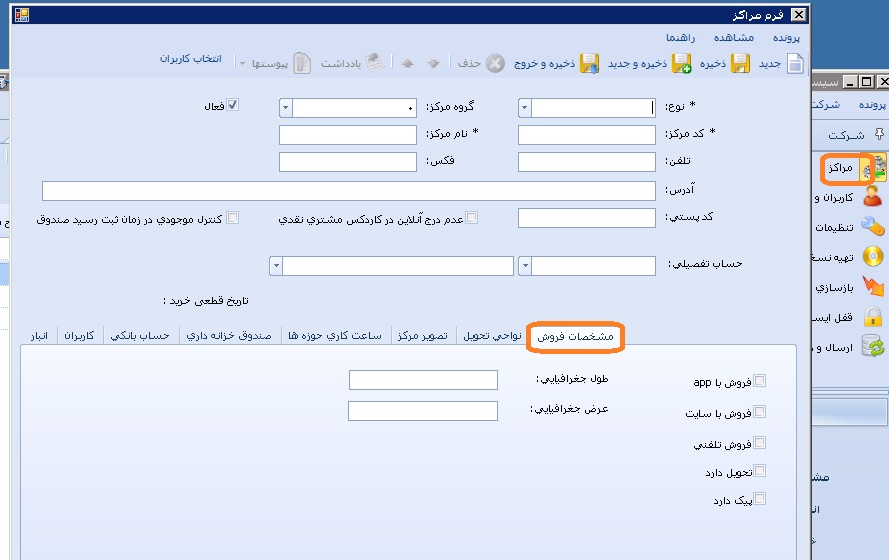 فرم مراکز
پرونده مشاهده راهنما
جدید ذخیره ذخیره و جدید ذخیره و خروج حذف یادداشت پیوستها انتخاب کاربران
* نوع: گروه مرکز: فعال
* کد مرکز: * نام مرکز:
تلفن: فکس:
آدرس:
کد پستي: عدم درج آنلاین در کاردکس مشتري نقدي کنترل موجودي در زمان ثبت رسید صندوق
حساب تفصیلي:
تاریخ قطعی خرید :
مشخصات فروش نواحي تحویل تصویر مرکز ساعت کاري حوزه ها صندوق خزانه داري حساب بانکي کاربران انبار
فروش با app طول جغرافیایي:
فروش با سایت عرض جغرافیایي:
فروش تلفني
تحویل دارد
پیک دارد
سیس
پرونده شرکت
شرکت
مراکز
کاربران و
تنظیمات
تهیه نسخ
بازسازي
قفل ایسـ
ارسال و د